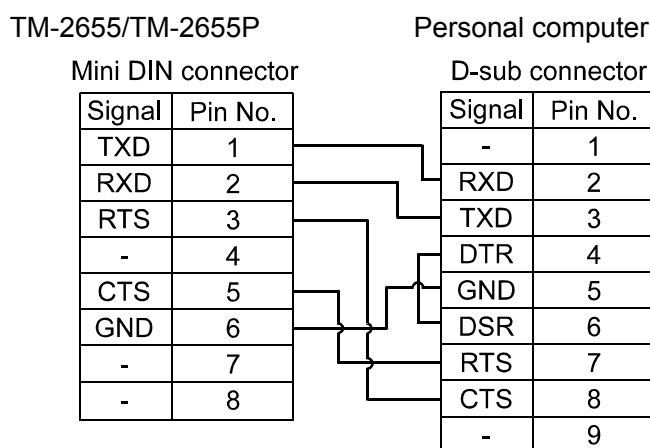 TM-2655/TM-2655P Personal computer
Mini DIN connector D-sub connector
Signal Pin No. Signal Pin No.
TXD 1 - 1
RXD 2 RXD 2
RTS 3 TXD 3
- 4 DTR 4
CTS 5 GND 5
GND 6 DSR 6
- 7 RTS 7
- 8 CTS 8
- 9